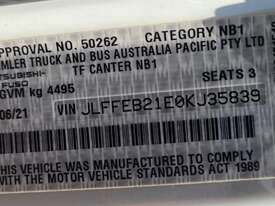 APPROVAL NO. 50262 CATEGORY NB1
MLER TRUCK AND BUS AUSTRALIA PACIFIC PTY LTD
TSUBISHI- TF CANTER NB1
FUSO
GVM kg 4495 SEATS 3
06/21 VIN JLFFEB21E0KJ35839
THIS VEHICLE WAS MANUFACTURED TO COMPLY
WITH THE MOTOR VEHICLE STANDARDS ACT 1989